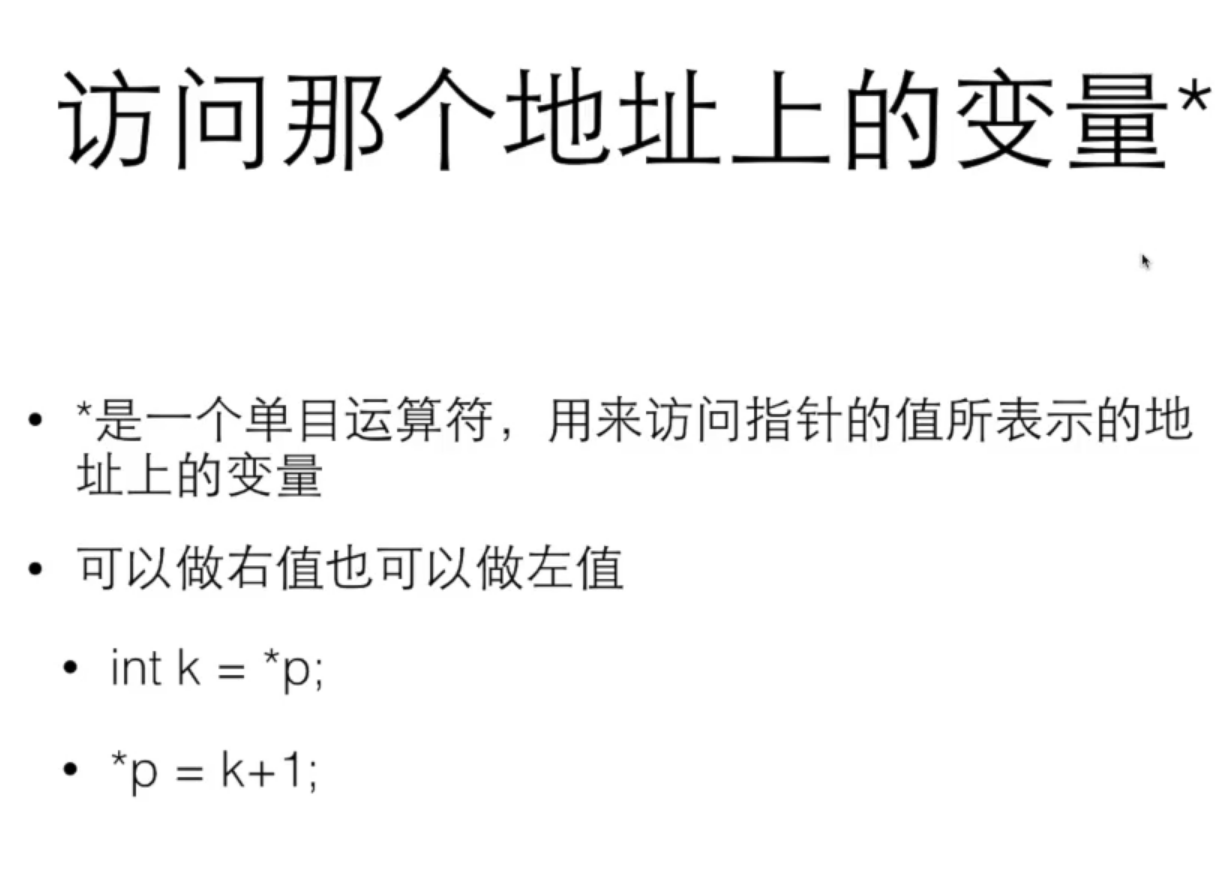 访问那个地址上的变量*
• *是一个单目运算符，用来访问指针的值所表示的地
址上的变量
• 可以做右值也可以做左值
• int k = *p;
• *p = k+1;